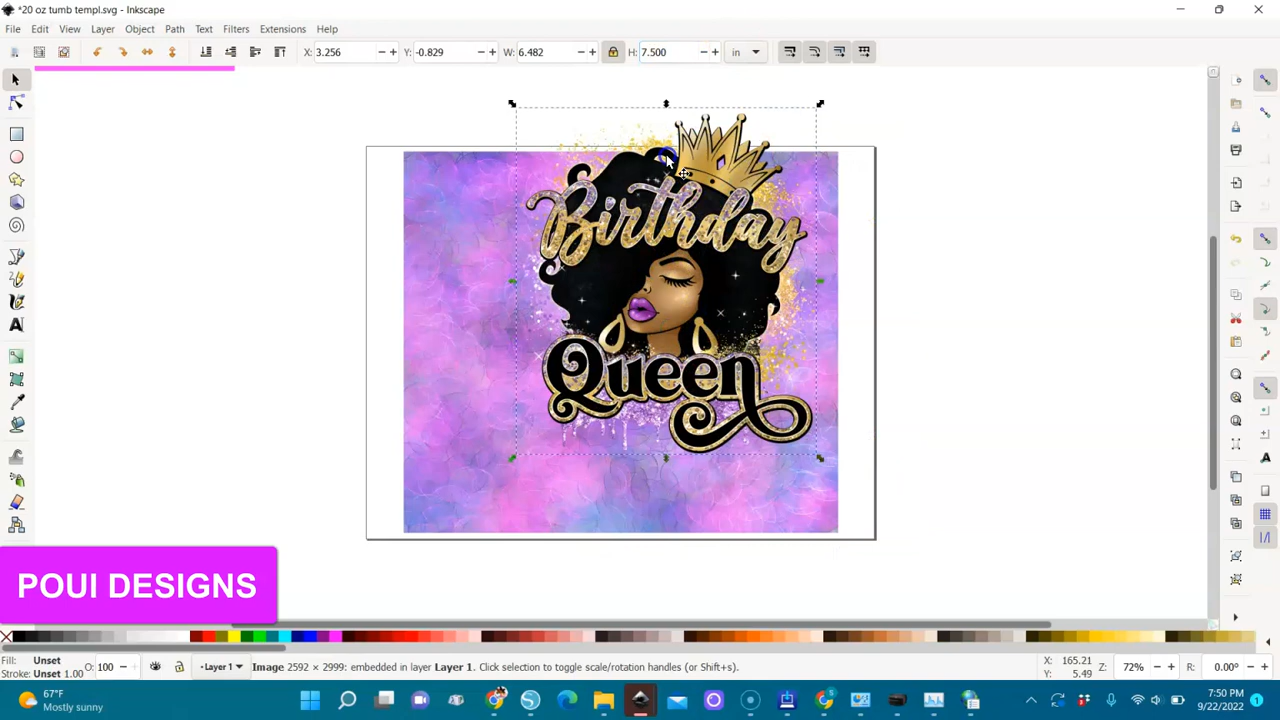 *20 oz tumb templ.svg - Inkscape
File Edit View Layer Object Path Text Filters Extensions Help
X: 3.256 - + Y: -0.829 - + W: 6.482 - + H: 7.500 - + in
Birthday
Queen
POUI DESIGNS
Fill: Unset
Stroke: Unset 1.00
O: 100 - +
Layer 1
Image 2592 × 2999: embedded in layer Layer 1. Click selection to toggle scale/rotation handles (or Shift+s).
X: 165.21
Y: 5.49
Z: 72% - +
R: 0.00° - +
67°F
Mostly sunny
7:50 PM
9/22/2022